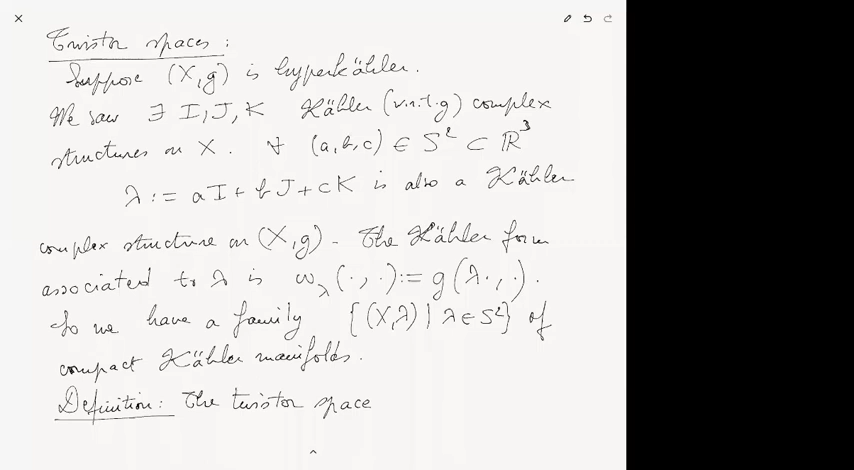 Twistor spaces:
Suppose (X,g) is hyperkähler.
We saw ∃ I, J, K Kähler (w.r.t. g) complex
structures on X. ∀ (a,b,c) ∈ S² ⊂ ℝ³
λ := aI + bJ + cK is also a Kähler
complex structure on (X,g). The Kähler form
associated to λ is ω_λ(·,·) := g(λ·,·).
So we have a family {(X,λ) | λ ∈ S²} of
compact Kähler manifolds.
Definition: The twistor space